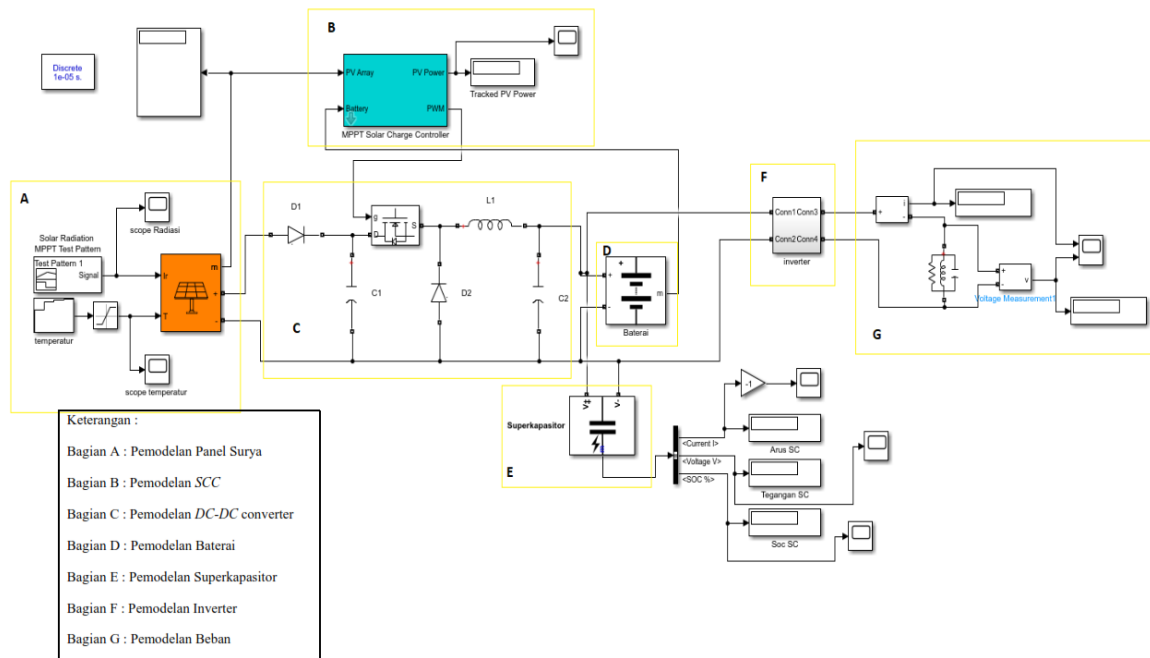 B
Discrete
1e-05 s.
PV Array
PV Power
Battery
PWM
MPPT Solar Charge Controller
Tracked PV Power
A
scope Radiasi
Solar Radiation
MPPT Test Pattern
Test Pattern 1
Signal
Ir
T
m
+
-
temperatur
scope temperatur
D1
g
D
S
L1
C1
D2
C2
C
D
+
+
-
m
Baterai
F
Conn1
Conn3
Conn2
Conn4
inverter
+
-
i
+
-
v
Voltage Measurement1
G
Superkapasitor
V+
V-
E
<Current I>
<Voltage V>
<SOC %>
-1
Arus SC
Tegangan SC
Soc SC
Keterangan :
Bagian A : Pemodelan Panel Surya
Bagian B : Pemodelan SCC
Bagian C : Pemodelan DC-DC converter
Bagian D : Pemodelan Baterai
Bagian E : Pemodelan Superkapasitor
Bagian F : Pemodelan Inverter
Bagian G : Pemodelan Beban